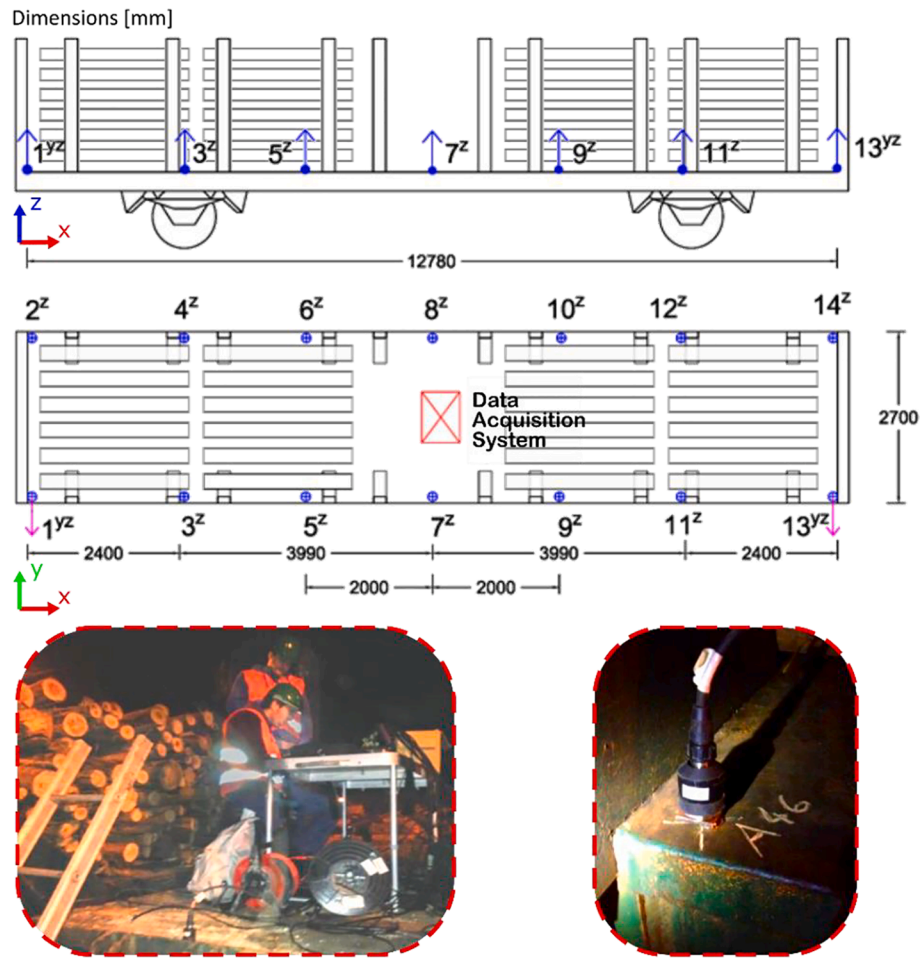 Dimensions [mm]
1yz 3z 5z 7z 9z 11z 13yz
z
x
12780
2z 4z 6z 8z 10z 12z 14z
Data
Acquisition
System
2700
1yz 3z 5z 7z 9z 11z 13yz
2400 3990 3990 2400
y
2000 2000
x
A46